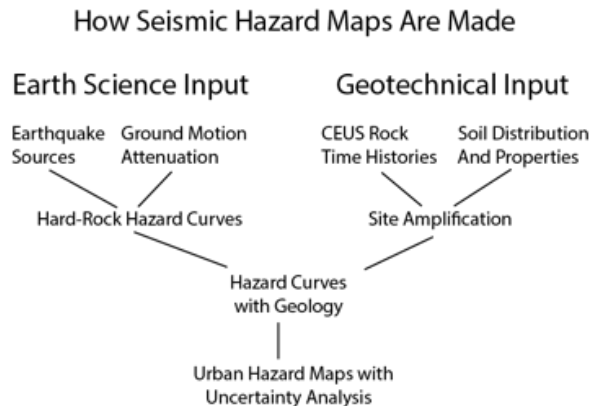 How Seismic Hazard Maps Are Made
Earth Science Input
Geotechnical Input
Earthquake
Sources
Ground Motion
Attenuation
CEUS Rock
Time Histories
Soil Distribution
And Properties
Hard-Rock Hazard Curves
Site Amplification
Hazard Curves
with Geology
Urban Hazard Maps with
Uncertainty Analysis